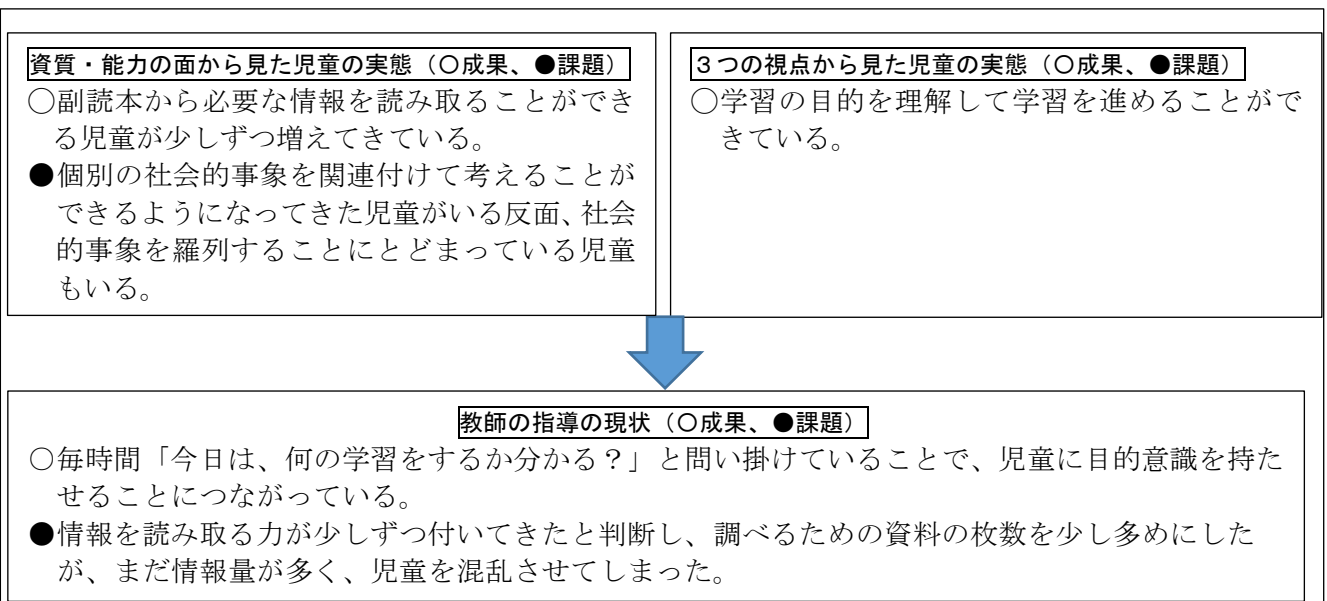 資質・能力の面から見た児童の実態（〇成果、●課題）
〇副読本から必要な情報を読み取ることができ
る児童が少しずつ増えてきている。
●個別の社会的事象を関連付けて考えることが
できるようになってきた児童がいる反面、社会
的事象を羅列することにとどまっている児童
もいる。
３つの視点から見た児童の実態（〇成果、●課題）
〇学習の目的を理解して学習を進めることがで
きている。
教師の指導の現状（〇成果、●課題）
〇毎時間「今日は、何の学習をするか分かる？」と問い掛けていることで、児童に目的意識を持た
せることにつながっている。
●情報を読み取る力が少しずつ付いてきたと判断し、調べるための資料の枚数を少し多めにした
が、まだ情報量が多く、児童を混乱させてしまった。